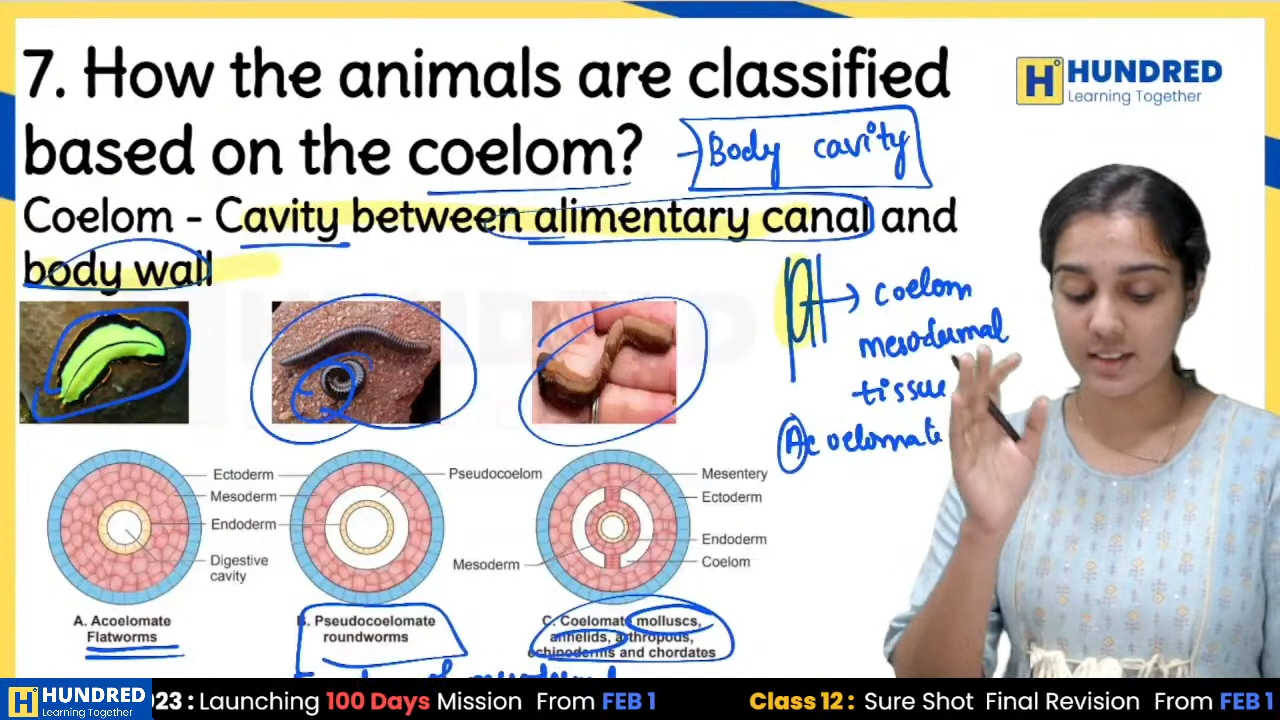 7. How the animals are classified
based on the coelom?
Body cavity
HUNDRED
Learning Together
Coelom - Cavity between alimentary canal and
body wall
coelom
mesodermal
tissue
Acoelomate
Ectoderm
Mesoderm
Endoderm
Digestive
cavity
Pseudocoelom
Mesoderm
Mesentery
Ectoderm
Endoderm
Coelom
A. Acoelomate
Flatworms
B. Pseudocoelomate
roundworms
C. Coelomate molluscs,
annelids, arthropods,
echinoderms and chordates
HUNDRED
Learning Together
023 : Launching 100 Days Mission From FEB 1
Class 12 : Sure Shot Final Revision From FEB 1